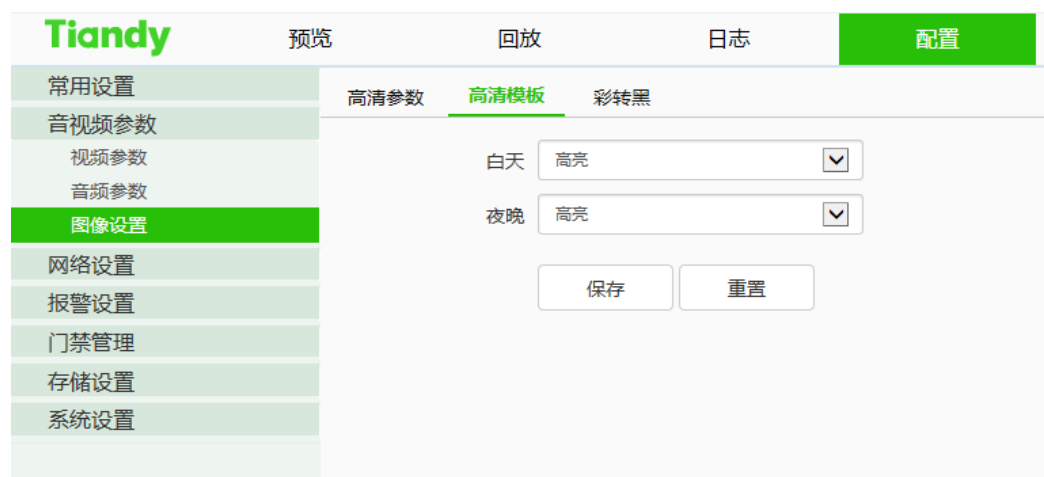 Tiandy 预览 回放 日志 配置
常用设置
高清参数 高清模板 彩转黑
音视频参数
视频参数
白天 高亮
音频参数
夜晚 高亮
图像设置
网络设置
保存 重置
报警设置
门禁管理
存储设置
系统设置